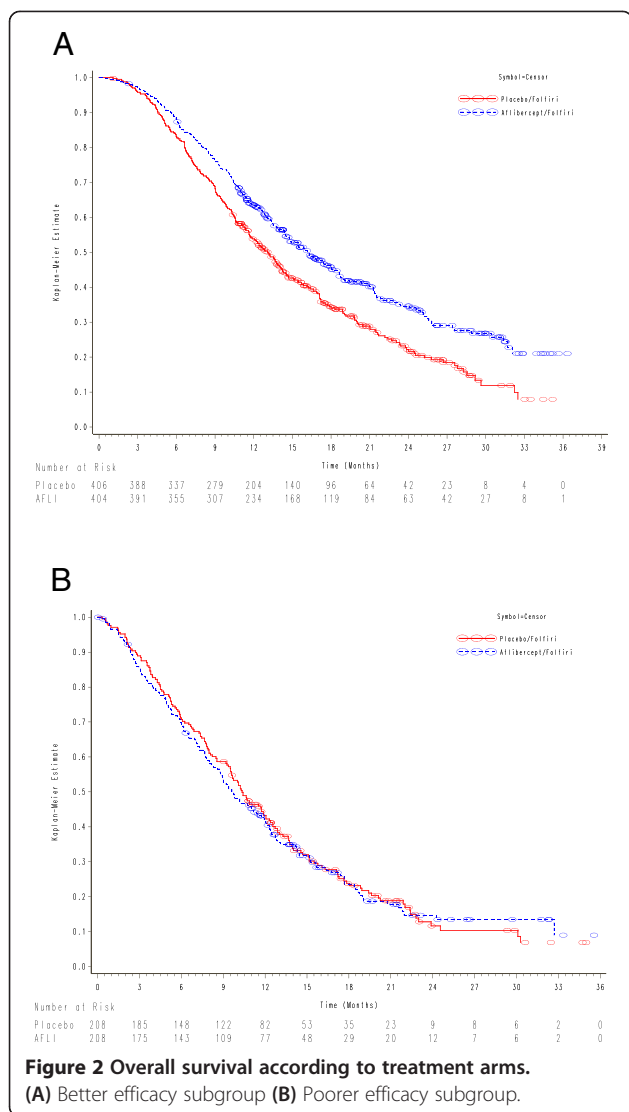 A
Symbol=Censor
Placebo/Folfiri
Aflibercept/Folfiri
Kaplan-Meier Estimate
1.0
0.9
0.8
0.7
0.6
0.5
0.4
0.3
0.2
0.1
0.0
0 3 6 9 12 15 18 21 24 27 30 33 36 39
Time (Months)
Number at Risk
Placebo 406 388 337 279 204 140 96 64 42 23 8 4 0
AFLI 404 391 355 307 234 168 119 84 63 42 27 8 1
B
Symbol=Censor
Placebo/Folfiri
Aflibercept/Folfiri
Kaplan-Meier Estimate
1.0
0.9
0.8
0.7
0.6
0.5
0.4
0.3
0.2
0.1
0.0
0 3 6 9 12 15 18 21 24 27 30 33 36
Time (Months)
Number at Risk
Placebo 208 185 148 122 82 53 35 23 9 8 6 2 0
AFLI 208 175 143 109 77 48 29 20 12 7 6 2 0
Figure 2 Overall survival according to treatment arms.
(A) Better efficacy subgroup (B) Poorer efficacy subgroup.